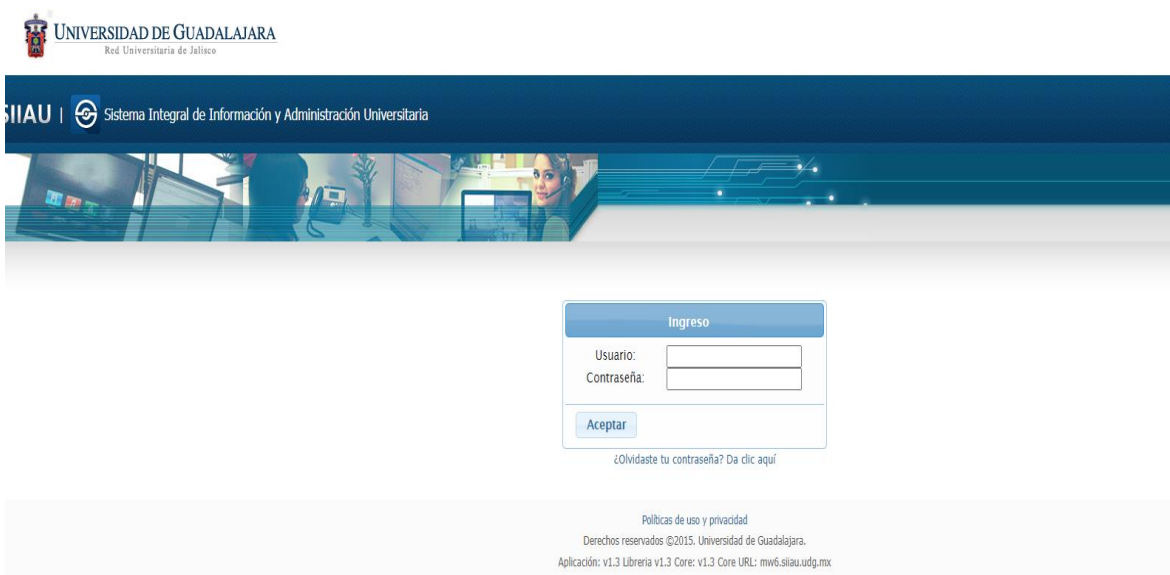 UNIVERSIDAD DE GUADALAJARA
Red Universitaria de Jalisco
SIIAU | Sistema Integral de Información y Administración Universitaria
Ingreso
Usuario:
Contraseña:
Aceptar
¿Olvidaste tu contraseña? Da clic aquí
Políticas de uso y privacidad
Derechos reservados ©2015. Universidad de Guadalajara.
Aplicación: v1.3 Libreria v1.3 Core: v1.3 Core URL: mw6.siiau.udg.mx